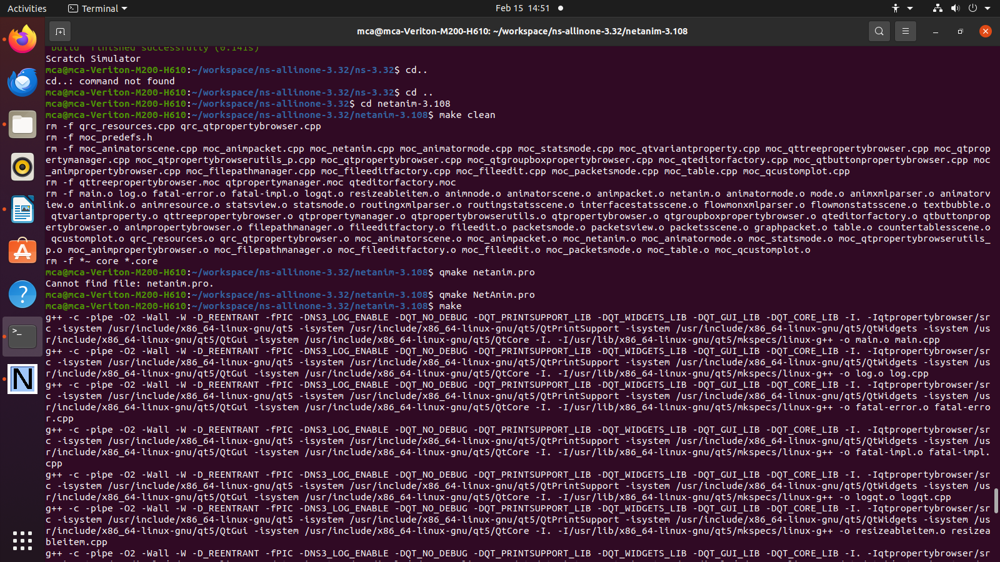 Activities
Terminal
Feb 15 14:51
mca@mca-Veriton-M200-H610: ~/workspace/ns-allinone-3.32/netanim-3.108
'build' finished successfully (0.141s)
Scratch Simulator
mca@mca-Veriton-M200-H610:~/workspace/ns-allinone-3.32/ns-3.32$ cd..
cd..: command not found
mca@mca-Veriton-M200-H610:~/workspace/ns-allinone-3.32/ns-3.32$ cd ..
mca@mca-Veriton-M200-H610:~/workspace/ns-allinone-3.32$ cd netanim-3.108
mca@mca-Veriton-M200-H610:~/workspace/ns-allinone-3.32/netanim-3.108$ make clean
rm -f qrc_resources.cpp qrc_qtpropertybrowser.cpp
rm -f moc_predefs.h
rm -f moc_animatorscene.cpp moc_animpacket.cpp moc_netanim.cpp moc_animatormode.cpp moc_statsmode.cpp moc_qtvariantproperty.cpp moc_qttreepropertybrowser.cpp moc_qtprop
ertymanager.cpp moc_qtpropertybrowserutils_p.cpp moc_qtpropertybrowser.cpp moc_qtgroupboxpropertybrowser.cpp moc_qteditorfactory.cpp moc_qtbuttonpropertybrowser.cpp moc
_animpropertybrowser.cpp moc_filepathmanager.cpp moc_fileeditfactory.cpp moc_fileedit.cpp moc_packetsmode.cpp moc_table.cpp moc_qcustomplot.cpp
rm -f qttreepropertybrowser.moc qtpropertymanager.moc qteditorfactory.moc
rm -f main.o log.o fatal-error.o fatal-impl.o logqt.o resizeableitem.o animnode.o animatorscene.o animpacket.o netanim.o animatormode.o mode.o animxmlparser.o animatorv
iew.o animlink.o animresource.o statsview.o statsmode.o routingxmlparser.o routingstatsscene.o interfacestatsscene.o flowmonxmlparser.o flowmonstatsscene.o textbubble.o
 qtvariantproperty.o qttreepropertybrowser.o qtpropertymanager.o qtpropertybrowserutils.o qtpropertybrowser.o qtgroupboxpropertybrowser.o qteditorfactory.o qtbuttonprop
ertybrowser.o animpropertybrowser.o filepathmanager.o fileeditfactory.o fileedit.o packetsmode.o packetsview.o packetsscene.o graphpacket.o table.o countertablesscene.o
 qcustomplot.o qrc_resources.o qrc_qtpropertybrowser.o moc_animatorscene.o moc_animpacket.o moc_netanim.o moc_animatormode.o moc_statsmode.o moc_qtpropertybrowserutils_
p.o moc_animpropertybrowser.o moc_filepathmanager.o moc_fileeditfactory.o moc_fileedit.o moc_packetsmode.o moc_table.o moc_qcustomplot.o
rm -f *~ core *.core
mca@mca-Veriton-M200-H610:~/workspace/ns-allinone-3.32/netanim-3.108$ qmake netanim.pro
Cannot find file: netanim.pro.
mca@mca-Veriton-M200-H610:~/workspace/ns-allinone-3.32/netanim-3.108$ qmake NetAnim.pro
mca@mca-Veriton-M200-H610:~/workspace/ns-allinone-3.32/netanim-3.108$ make
g++ -c -pipe -O2 -Wall -W -D_REENTRANT -fPIC -DNS3_LOG_ENABLE -DQT_NO_DEBUG -DQT_PRINTSUPPORT_LIB -DQT_WIDGETS_LIB -DQT_GUI_LIB -DQT_CORE_LIB -I. -Iqtpropertybrowser/sr
c -isystem /usr/include/x86_64-linux-gnu/qt5 -isystem /usr/include/x86_64-linux-gnu/qt5/QtPrintSupport -isystem /usr/include/x86_64-linux-gnu/qt5/QtWidgets -isystem /us
r/include/x86_64-linux-gnu/qt5/QtGui -isystem /usr/include/x86_64-linux-gnu/qt5/QtCore -I. -I/usr/lib/x86_64-linux-gnu/qt5/mkspecs/linux-g++ -o main.o main.cpp
g++ -c -pipe -O2 -Wall -W -D_REENTRANT -fPIC -DNS3_LOG_ENABLE -DQT_NO_DEBUG -DQT_PRINTSUPPORT_LIB -DQT_WIDGETS_LIB -DQT_GUI_LIB -DQT_CORE_LIB -I. -Iqtpropertybrowser/sr
c -isystem /usr/include/x86_64-linux-gnu/qt5 -isystem /usr/include/x86_64-linux-gnu/qt5/QtPrintSupport -isystem /usr/include/x86_64-linux-gnu/qt5/QtWidgets -isystem /us
r/include/x86_64-linux-gnu/qt5/QtGui -isystem /usr/include/x86_64-linux-gnu/qt5/QtCore -I. -I/usr/lib/x86_64-linux-gnu/qt5/mkspecs/linux-g++ -o log.o log.cpp
g++ -c -pipe -O2 -Wall -W -D_REENTRANT -fPIC -DNS3_LOG_ENABLE -DQT_NO_DEBUG -DQT_PRINTSUPPORT_LIB -DQT_WIDGETS_LIB -DQT_GUI_LIB -DQT_CORE_LIB -I. -Iqtpropertybrowser/sr
c -isystem /usr/include/x86_64-linux-gnu/qt5 -isystem /usr/include/x86_64-linux-gnu/qt5/QtPrintSupport -isystem /usr/include/x86_64-linux-gnu/qt5/QtWidgets -isystem /us
r/include/x86_64-linux-gnu/qt5/QtGui -isystem /usr/include/x86_64-linux-gnu/qt5/QtCore -I. -I/usr/lib/x86_64-linux-gnu/qt5/mkspecs/linux-g++ -o fatal-error.o fatal-erro
r.cpp
g++ -c -pipe -O2 -Wall -W -D_REENTRANT -fPIC -DNS3_LOG_ENABLE -DQT_NO_DEBUG -DQT_PRINTSUPPORT_LIB -DQT_WIDGETS_LIB -DQT_GUI_LIB -DQT_CORE_LIB -I. -Iqtpropertybrowser/sr
c -isystem /usr/include/x86_64-linux-gnu/qt5 -isystem /usr/include/x86_64-linux-gnu/qt5/QtPrintSupport -isystem /usr/include/x86_64-linux-gnu/qt5/QtWidgets -isystem /us
r/include/x86_64-linux-gnu/qt5/QtGui -isystem /usr/include/x86_64-linux-gnu/qt5/QtCore -I. -I/usr/lib/x86_64-linux-gnu/qt5/mkspecs/linux-g++ -o fatal-impl.o fatal-impl.
cpp
g++ -c -pipe -O2 -Wall -W -D_REENTRANT -fPIC -DNS3_LOG_ENABLE -DQT_NO_DEBUG -DQT_PRINTSUPPORT_LIB -DQT_WIDGETS_LIB -DQT_GUI_LIB -DQT_CORE_LIB -I. -Iqtpropertybrowser/sr
c -isystem /usr/include/x86_64-linux-gnu/qt5 -isystem /usr/include/x86_64-linux-gnu/qt5/QtPrintSupport -isystem /usr/include/x86_64-linux-gnu/qt5/QtWidgets -isystem /us
r/include/x86_64-linux-gnu/qt5/QtGui -isystem /usr/include/x86_64-linux-gnu/qt5/QtCore -I. -I/usr/lib/x86_64-linux-gnu/qt5/mkspecs/linux-g++ -o logqt.o logqt.cpp
g++ -c -pipe -O2 -Wall -W -D_REENTRANT -fPIC -DNS3_LOG_ENABLE -DQT_NO_DEBUG -DQT_PRINTSUPPORT_LIB -DQT_WIDGETS_LIB -DQT_GUI_LIB -DQT_CORE_LIB -I. -Iqtpropertybrowser/sr
c -isystem /usr/include/x86_64-linux-gnu/qt5 -isystem /usr/include/x86_64-linux-gnu/qt5/QtPrintSupport -isystem /usr/include/x86_64-linux-gnu/qt5/QtWidgets -isystem /us
r/include/x86_64-linux-gnu/qt5/QtGui -isystem /usr/include/x86_64-linux-gnu/qt5/QtCore -I. -I/usr/lib/x86_64-linux-gnu/qt5/mkspecs/linux-g++ -o resizeableitem.o resizea
bleitem.cpp
g++ -c -pipe -O2 -Wall -W -D_REENTRANT -fPIC -DNS3_LOG_ENABLE -DQT_NO_DEBUG -DQT_PRINTSUPPORT_LIB -DQT_WIDGETS_LIB -DQT_GUI_LIB -DQT_CORE_LIB -I. -Iqtpropertybrowser/sr